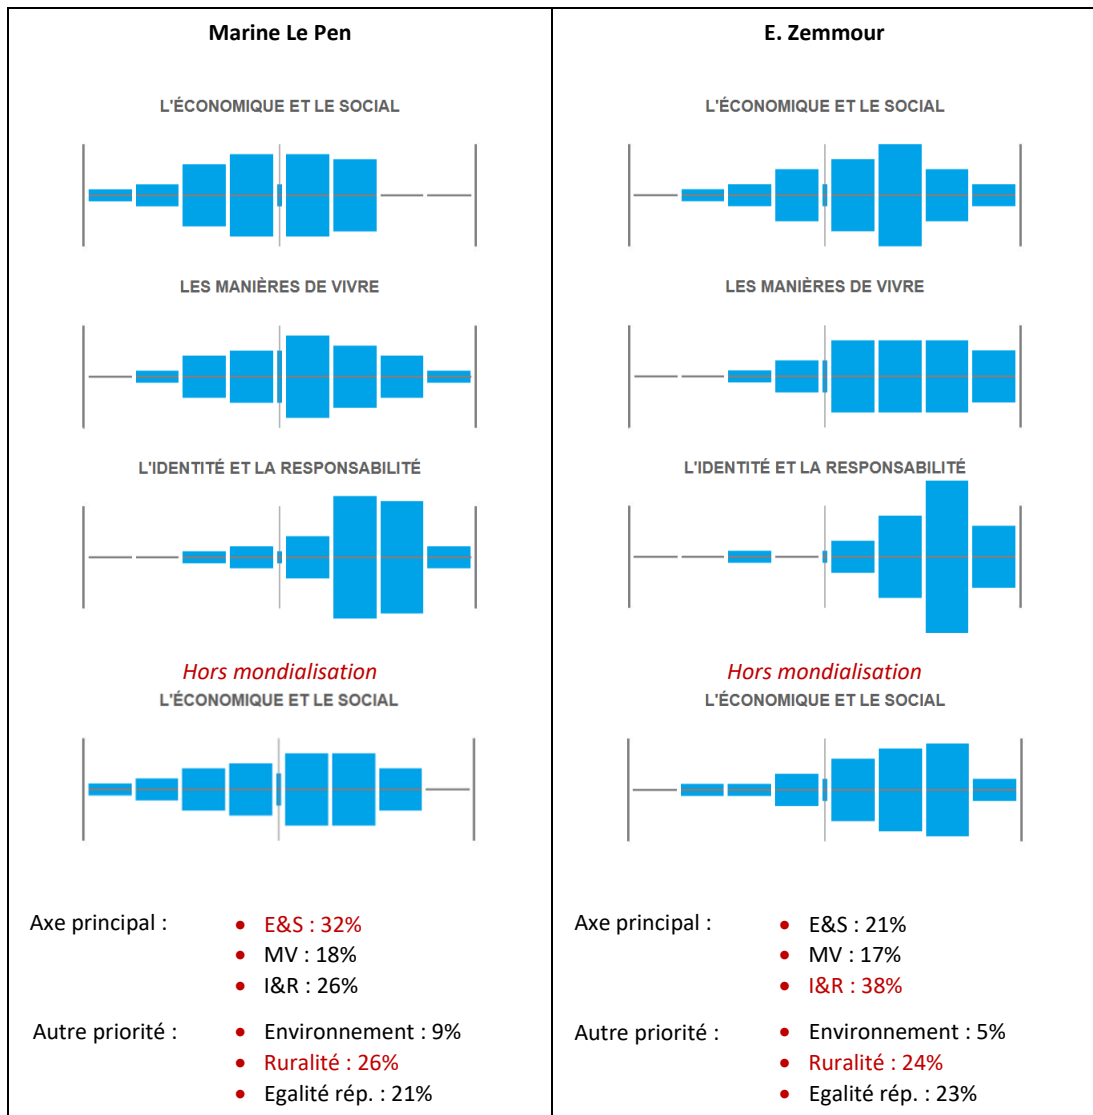 Marine Le Pen
L'ÉCONOMIQUE ET LE SOCIAL
LES MANIÈRES DE VIVRE
L'IDENTITÉ ET LA RESPONSABILITÉ
Hors mondialisation
L'ÉCONOMIQUE ET LE SOCIAL
Axe principal :
• E&S : 32%
• MV : 18%
• I&R : 26%
Autre priorité :
• Environnement : 9%
• Ruralité : 26%
• Egalité rép. : 21%
E. Zemmour
L'ÉCONOMIQUE ET LE SOCIAL
LES MANIÈRES DE VIVRE
L'IDENTITÉ ET LA RESPONSABILITÉ
Hors mondialisation
L'ÉCONOMIQUE ET LE SOCIAL
Axe principal :
• E&S : 21%
• MV : 17%
• I&R : 38%
Autre priorité :
• Environnement : 5%
• Ruralité : 24%
• Egalité rép. : 23%